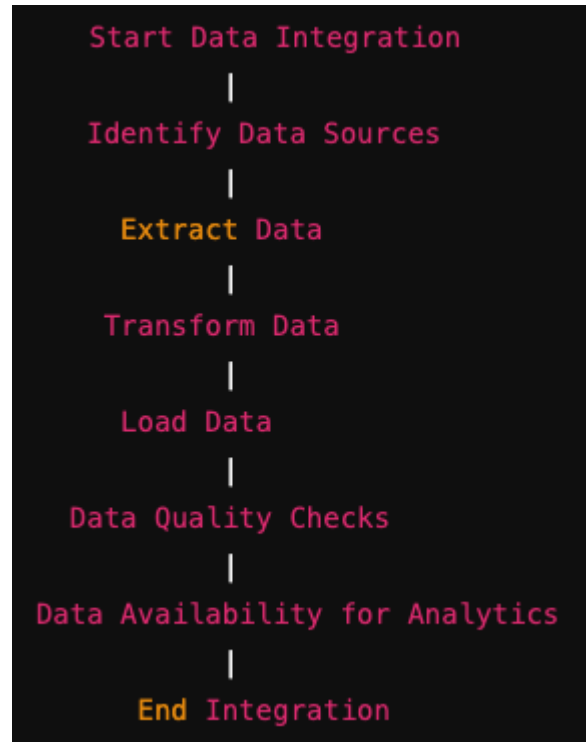 Start Data Integration
|
Identify Data Sources
|
Extract Data
|
Transform Data
|
Load Data
|
Data Quality Checks
|
Data Availability for Analytics
|
End Integration